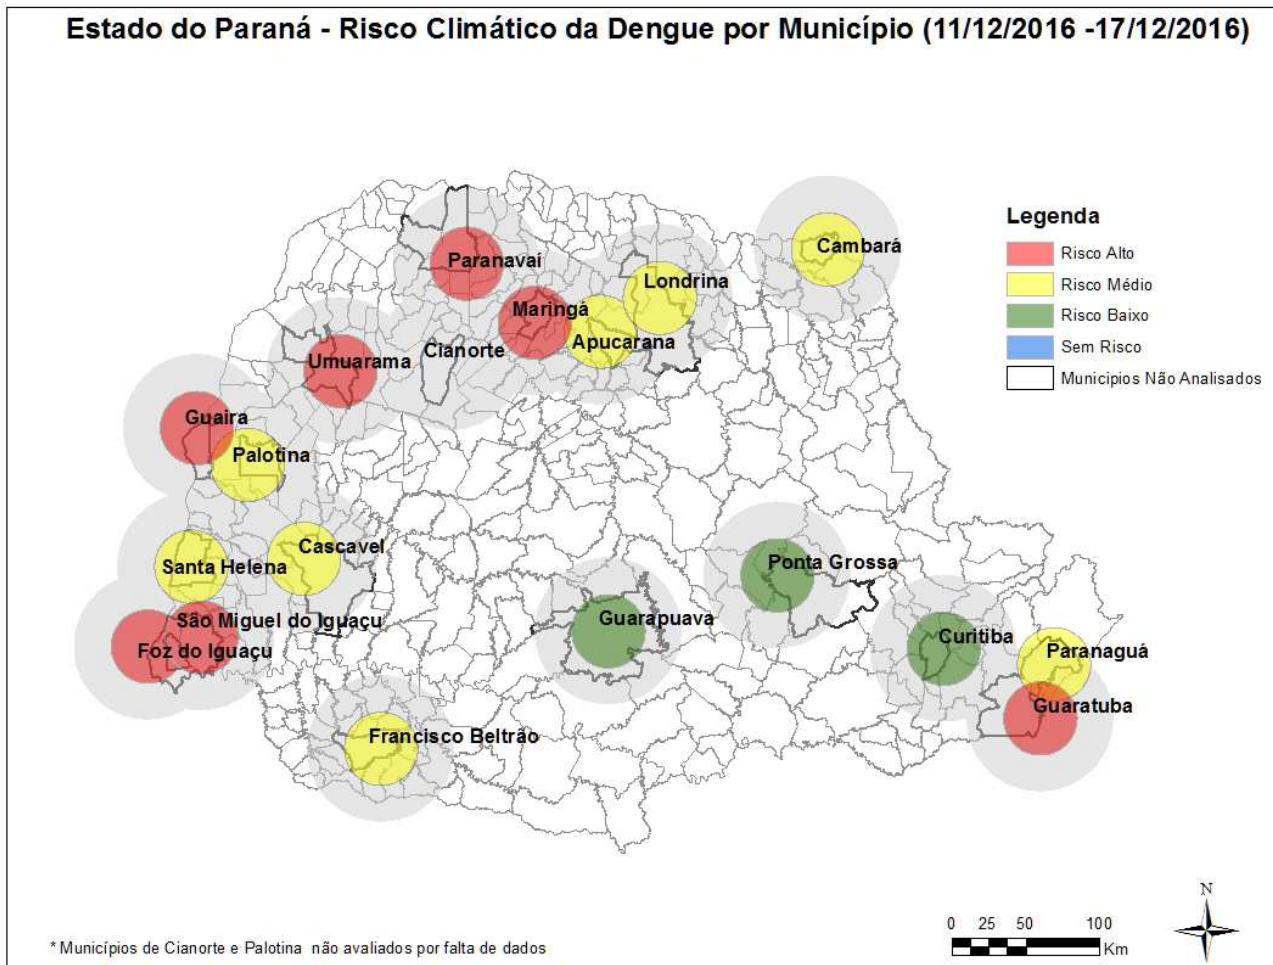 Estado do Paraná - Risco Climático da Dengue por Município (11/12/2016 -17/12/2016)
Cambará
Paranavaí
Londrina
Maringá
Apucarana
Cianorte
Umuarama
Guaira
Palotina
Cascavel
Santa Helena
São Miguel do Iguaçu
Foz do Iguaçu
Ponta Grossa
Guarapuava
Curitiba
Paranaguá
Guaratuba
Francisco Beltrão
Legenda
Risco Alto
Risco Médio
Risco Baixo
Sem Risco
Municipios Não Analisados
* Municípios de Cianorte e Palotina não avaliados por falta de dados
0 25 50 100
Km
N